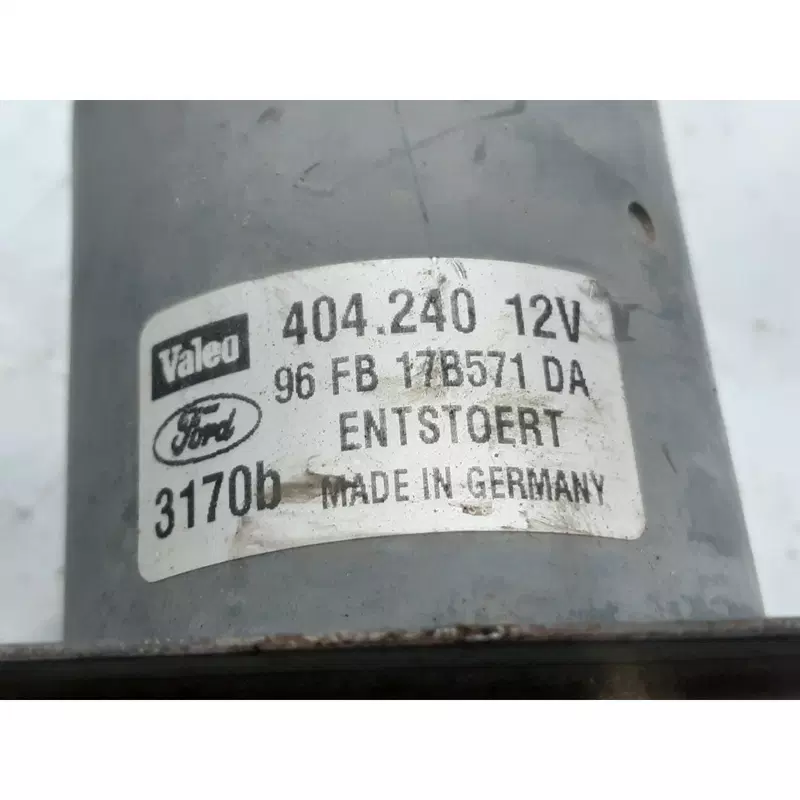 Valeo 404.240 12V
96 FB 17B571 DA
Ford ENTSTOERT
3170b MADE IN GERMANY